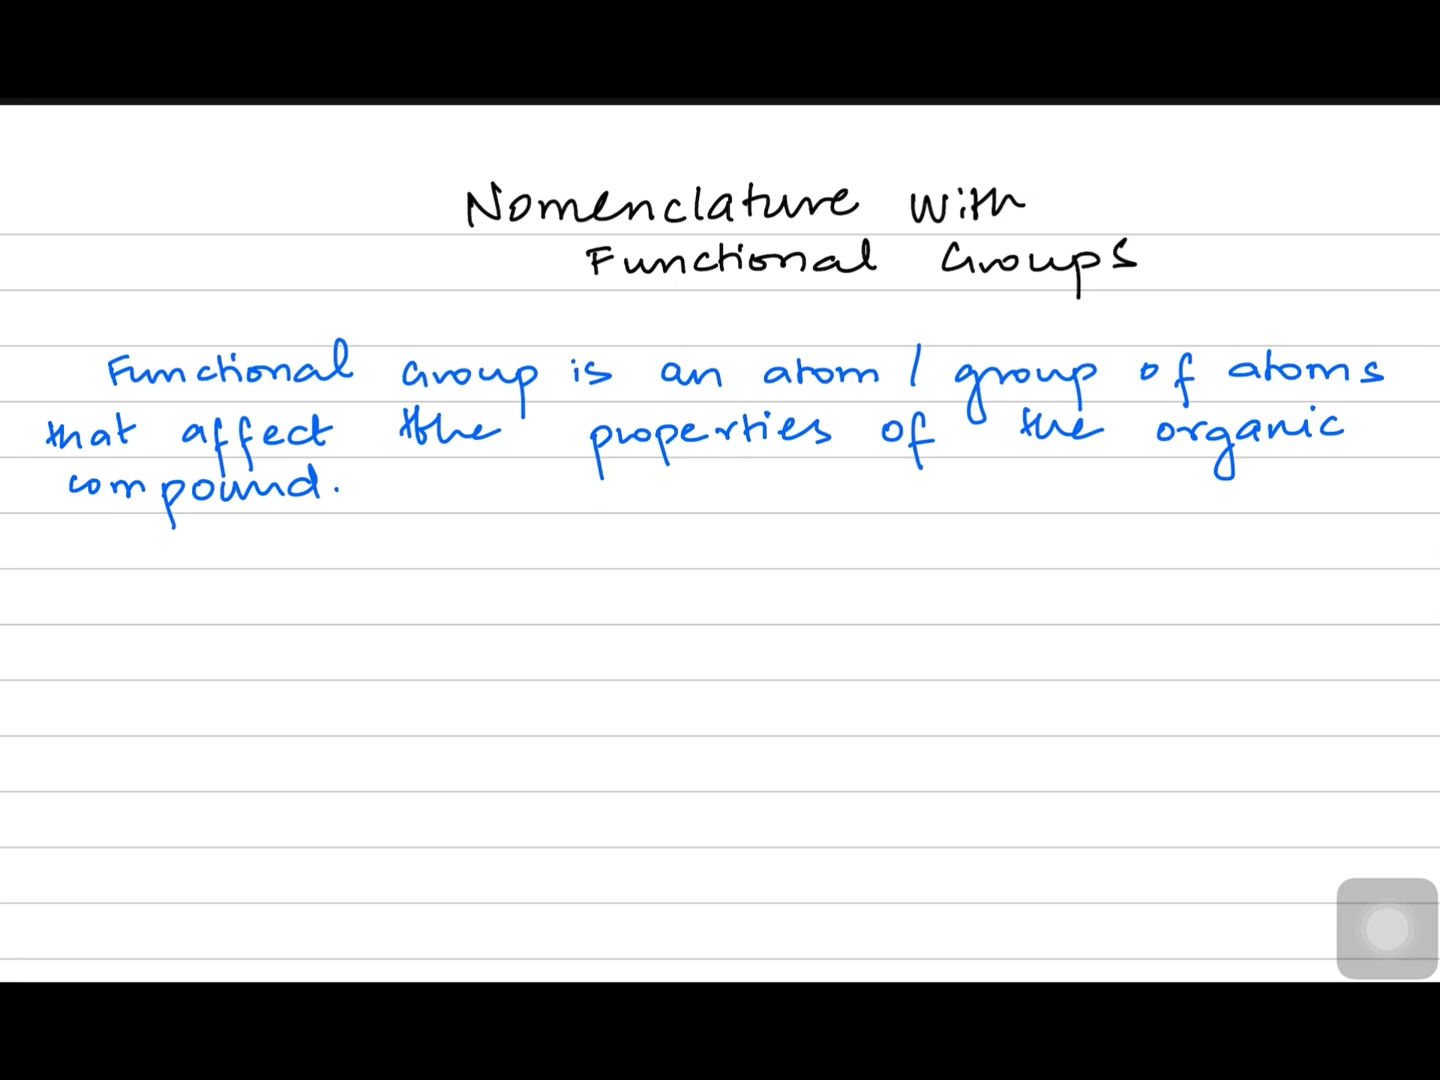 Nomenclature with
Functional Groups
Functional Group is an atom / group of atoms
that affect the properties of the organic
compound.